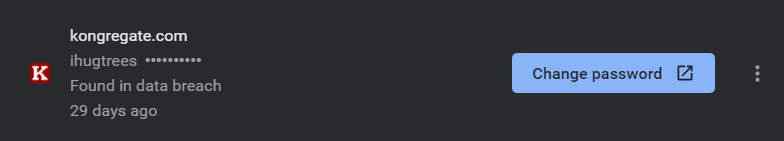 kongregate.com
ihugtrees ••••••••••
K
Found in data breach
29 days ago
Change password